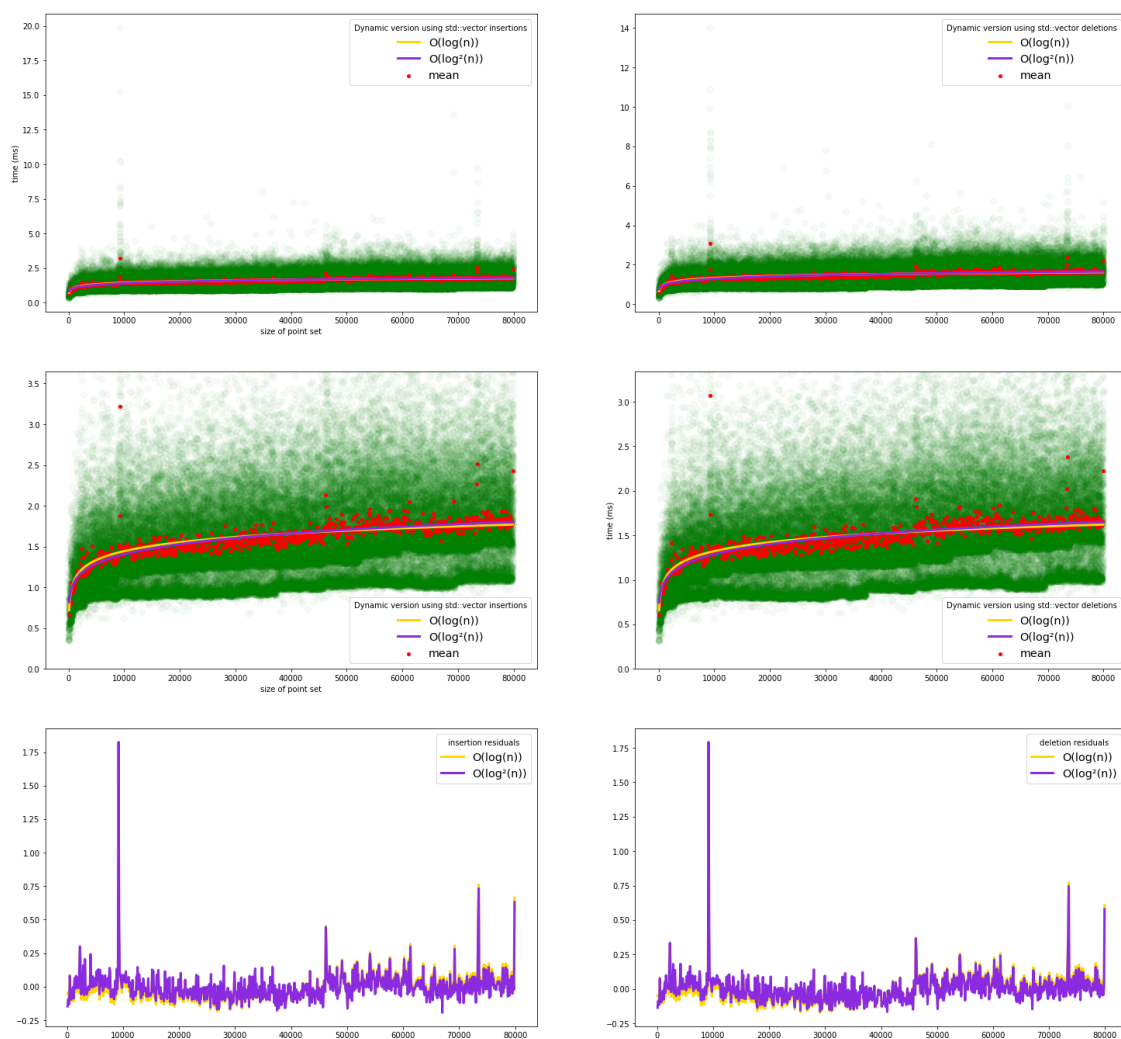 Dynamic version using std::vector insertions
O(log(n))
O(log²(n))
mean
20.0
17.5
15.0
12.5
10.0
7.5
5.0
2.5
0.0
time (ms)
0 10000 20000 30000 40000 50000 60000 70000 80000
size of point set
Dynamic version using std::vector deletions
O(log(n))
O(log²(n))
mean
14
12
10
8
6
4
2
0
0 10000 20000 30000 40000 50000 60000 70000 80000
3.5
3.0
2.5
2.0
1.5
1.0
0.5
0.0
Dynamic version using std::vector insertions
O(log(n))
O(log²(n))
mean
0 10000 20000 30000 40000 50000 60000 70000 80000
size of point set
time (ms)
3.0
2.5
2.0
1.5
1.0
0.5
0.0
Dynamic version using std::vector deletions
O(log(n))
O(log²(n))
mean
0 10000 20000 30000 40000 50000 60000 70000 80000
insertion residuals
O(log(n))
O(log²(n))
1.75
1.50
1.25
1.00
0.75
0.50
0.25
0.00
−0.25
0 10000 20000 30000 40000 50000 60000 70000 80000
deletion residuals
O(log(n))
O(log²(n))
1.75
1.50
1.25
1.00
0.75
0.50
0.25
0.00
−0.25
0 10000 20000 30000 40000 50000 60000 70000 80000